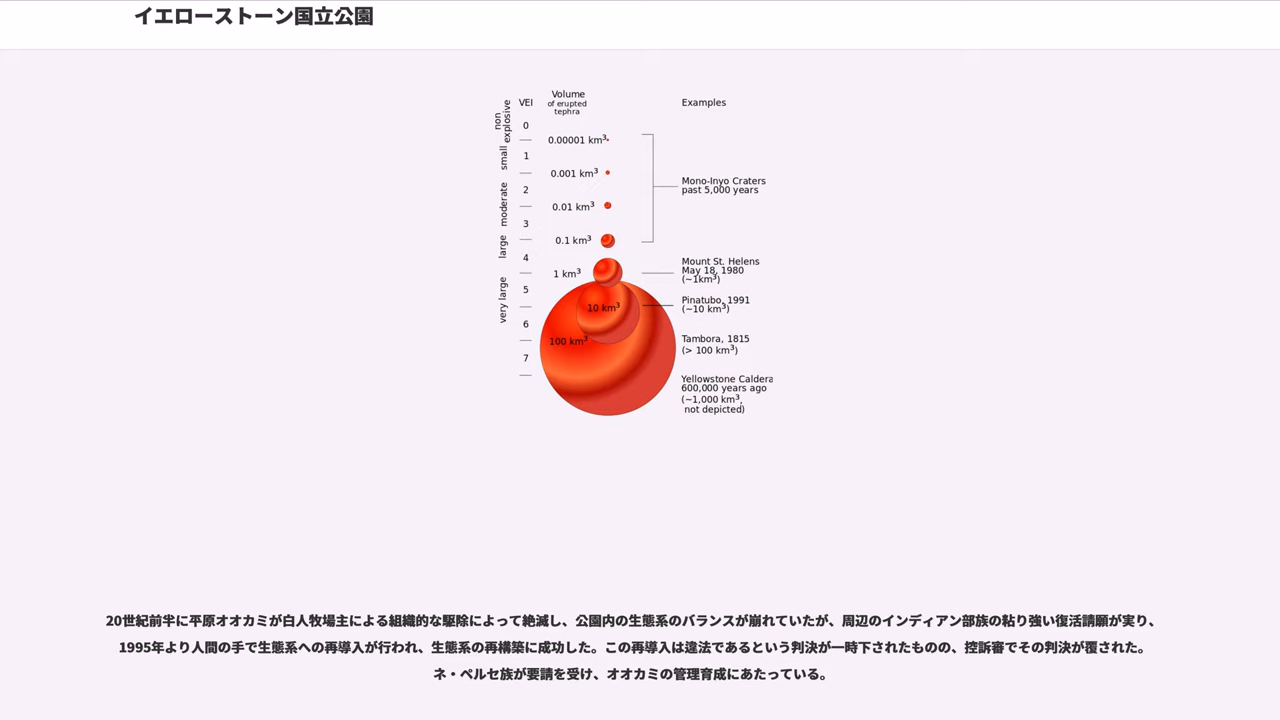 イエローストーン国立公園
VEI
Volume
of erupted
tephra
Examples
non
explosive
small
moderate
large
very large
0
1
2
3
4
5
6
7
0.00001 km³
0.001 km³
0.01 km³
0.1 km³
1 km³
10 km³
100 km³
Mono-Inyo Craters
past 5,000 years
Mount St. Helens
May 18, 1980
(~1km³)
Pinatubo, 1991
(~10 km³)
Tambora, 1815
(> 100 km³)
Yellowstone Caldera
600,000 years ago
(~1,000 km³,
not depicted)
20世紀前半に平原オオカミが白人牧場主による組織的な駆除によって絶滅し、公園内の生態系のバランスが崩れていたが、周辺のインディアン部族の粘り強い復活請願が実り、
1995年より人間の手で生態系への再導入が行われ、生態系の再構築に成功した。この再導入は違法であるという判決が一時下されたものの、控訴審でその判決が覆された。
ネ・ペルセ族が要請を受け、オオカミの管理育成にあたっている。